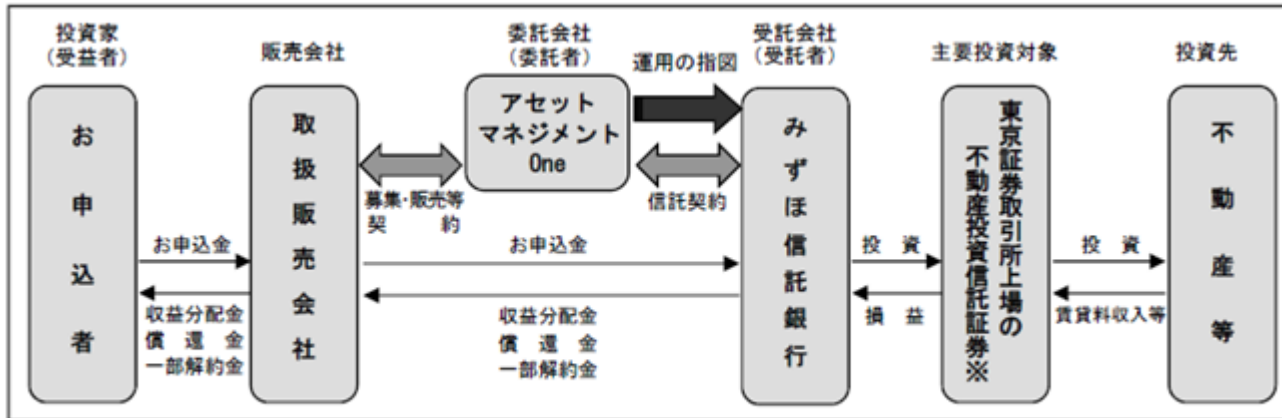 投資家
(受益者)
販売会社
委託会社
(委託者)
受託会社
(受託者)
主要投資対象
投資先
お申込者
取扱販売会社
アセット
マネジメント
One
運用の指図
みずほ信託銀行
東京証券取引所上場の
不動産投資信託証券※
不動産等
募集・販売等
契約
信託契約
お申込金
収益分配金
償還金
一部解約金
お申込金
収益分配金
償還金
一部解約金
投資
損益
投資
賃貸料収入等